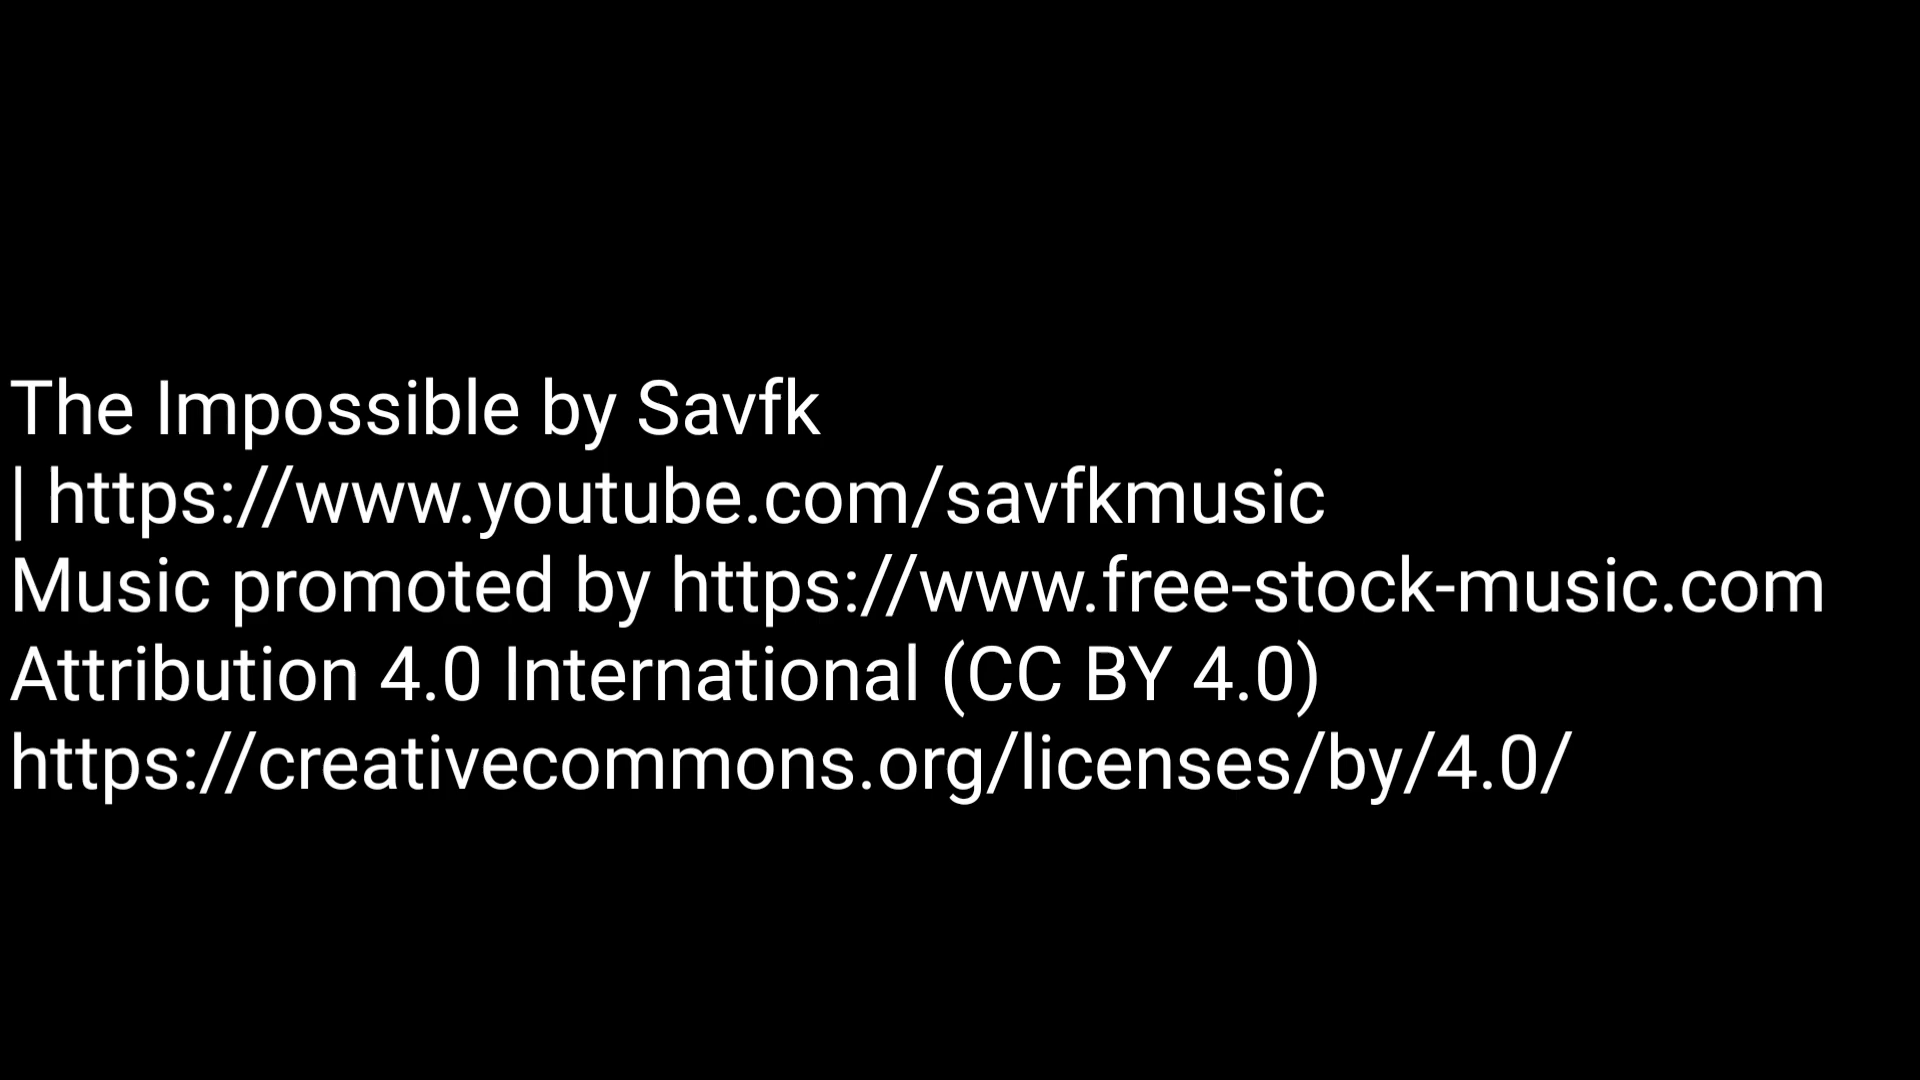 The Impossible by Savfk
| https://www.youtube.com/savfkmusic
Music promoted by https://www.free-stock-music.com
Attribution 4.0 International (CC BY 4.0)
https://creativecommons.org/licenses/by/4.0/